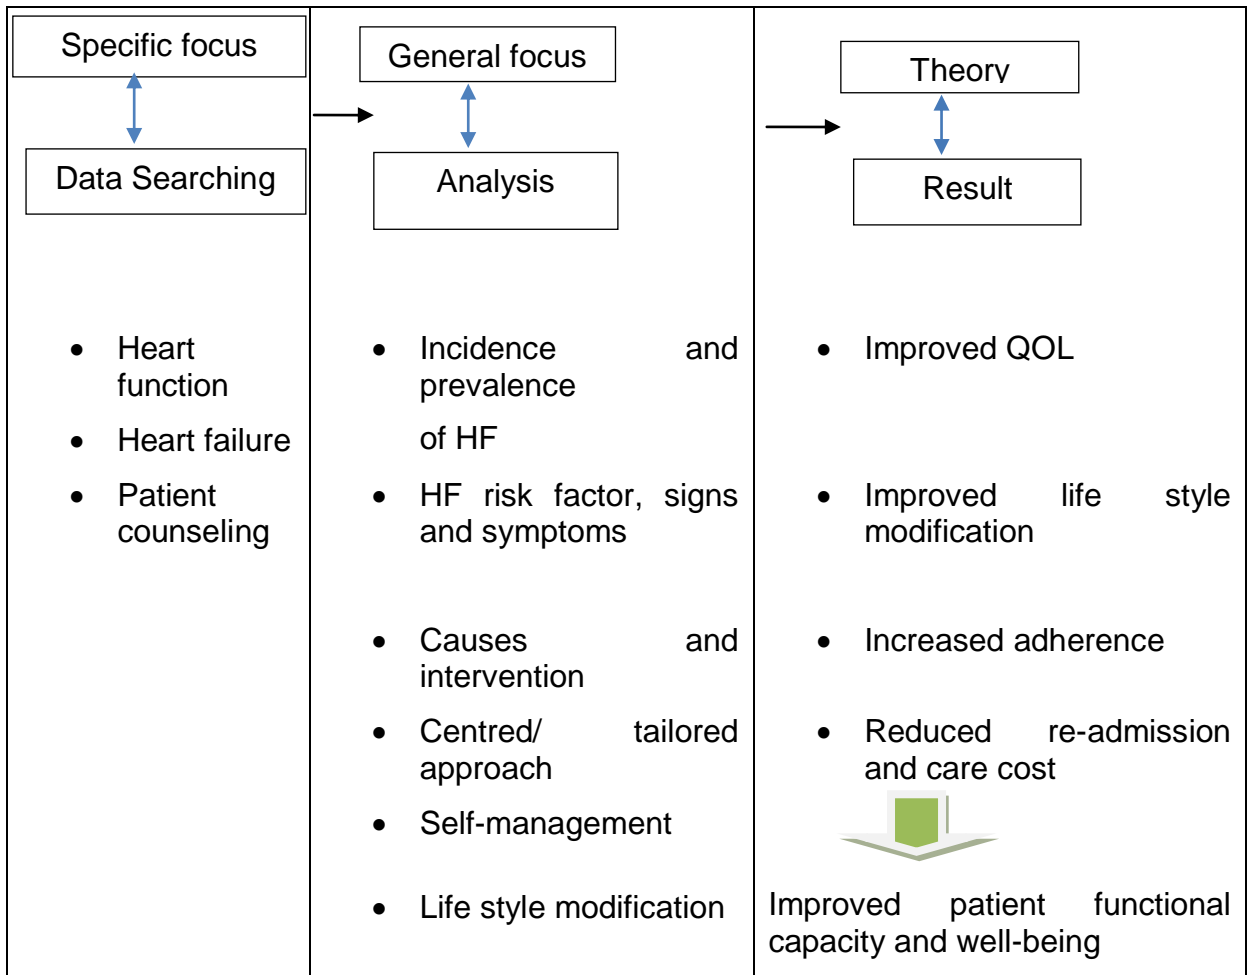 Specific focus
Data Searching
• Heart
function
• Heart failure
• Patient
counseling
General focus
Analysis
• Incidence and
prevalence
of HF
• HF risk factor, signs
and symptoms
• Causes and
intervention
• Centred/ tailored
approach
• Self-management
• Life style modification
Theory
Result
• Improved QOL
• Improved life style
modification
• Increased adherence
• Reduced re-admission
and care cost
Improved patient functional
capacity and well-being